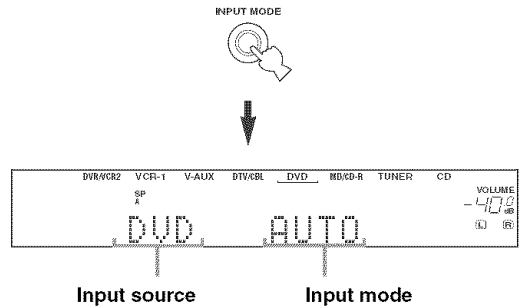 INPUT MODE
DVR/VCR2 VCR-1 V-AUX DTV/CBL DVD MD/CD-R TUNER CD
VOLUME
SP
A
-40.0 dB
L R
DVD AUTO
Input source Input mode